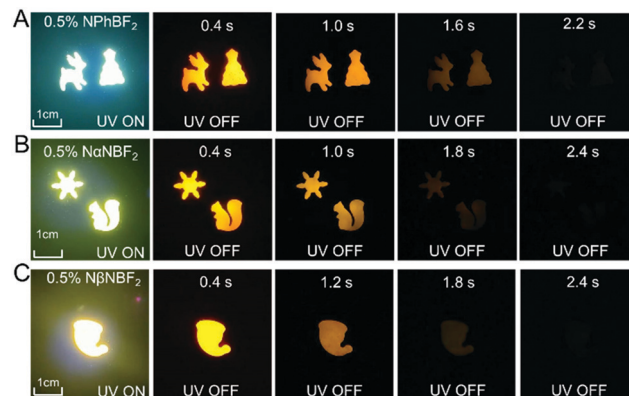 A
0.5% NPhBF₂
0.4 s
1.0 s
1.6 s
2.2 s
1cm
UV ON
UV OFF
UV OFF
UV OFF
UV OFF
B
0.5% NαNBF₂
0.4 s
1.0 s
1.8 s
2.4 s
1cm
UV ON
UV OFF
UV OFF
UV OFF
UV OFF
C
0.5% NβNBF₂
0.4 s
1.2 s
1.8 s
2.4 s
1cm
UV ON
UV OFF
UV OFF
UV OFF
UV OFF